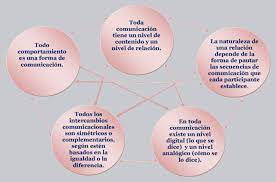 Todo
comportamiento
es una forma de
comunicación.
Toda
comunicación
tiene un nivel de
contenido y un
nivel de relación.
La naturaleza de
una relación
depende de la
forma de pautar
las secuencias de
comunicación que
cada participante
establece.
Todos los
intercambios
comunicacionales
son simétricos o
complementarios,
según estén
basados en la
igualdad o la
diferencia.
En toda
comunicación
existe un nivel
digital (lo que se
dice) y un nivel
analógico (cómo se
lo dice).